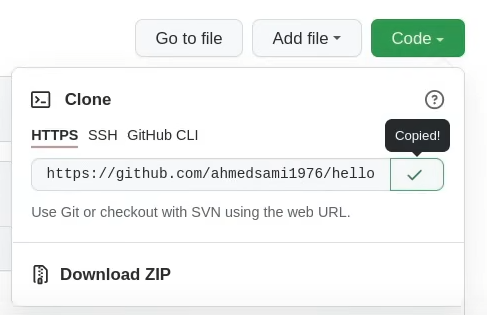 Go to file Add file Code
Clone
HTTPS SSH GitHub CLI
Copied!
https://github.com/ahmedsami1976/hello
Use Git or checkout with SVN using the web URL.
Download ZIP